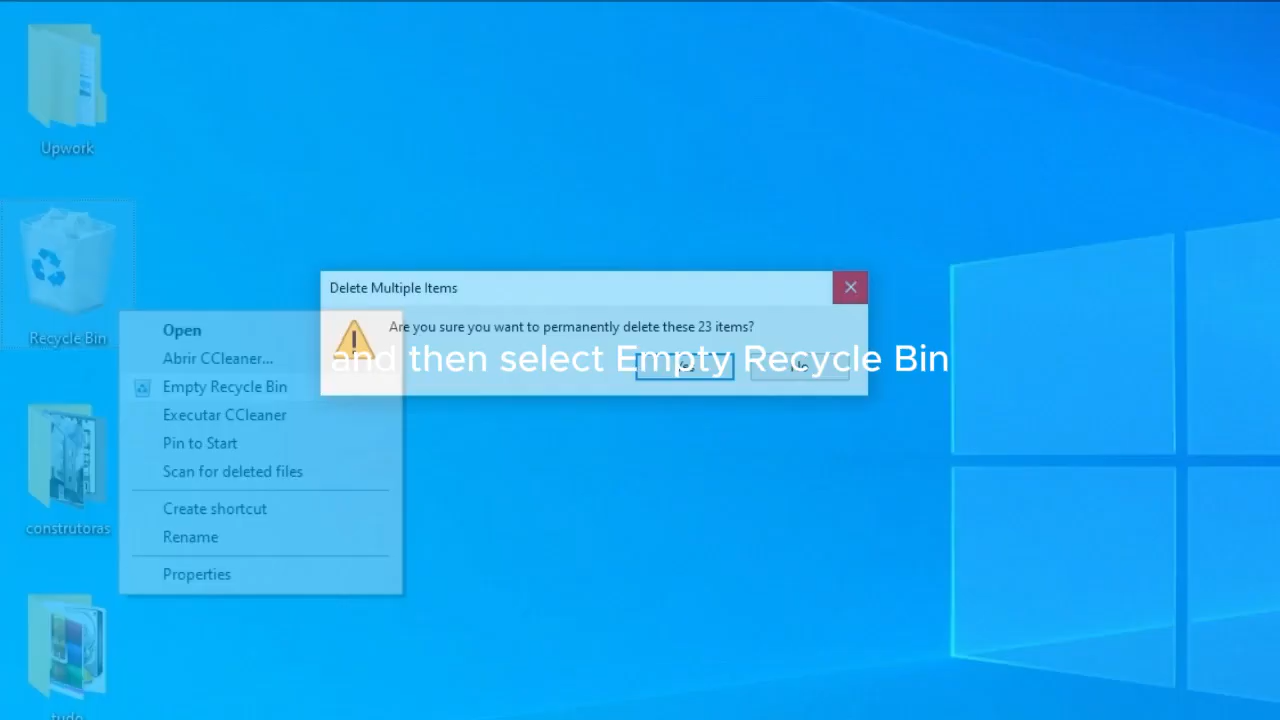 Upwork
Recycle Bin
construtoras
Delete Multiple Items
Are you sure you want to permanently delete these 23 items?
and then select Empty Recycle Bin
Open
Abrir CCleaner...
Empty Recycle Bin
Executar CCleaner
Pin to Start
Scan for deleted files
Create shortcut
Rename
Properties